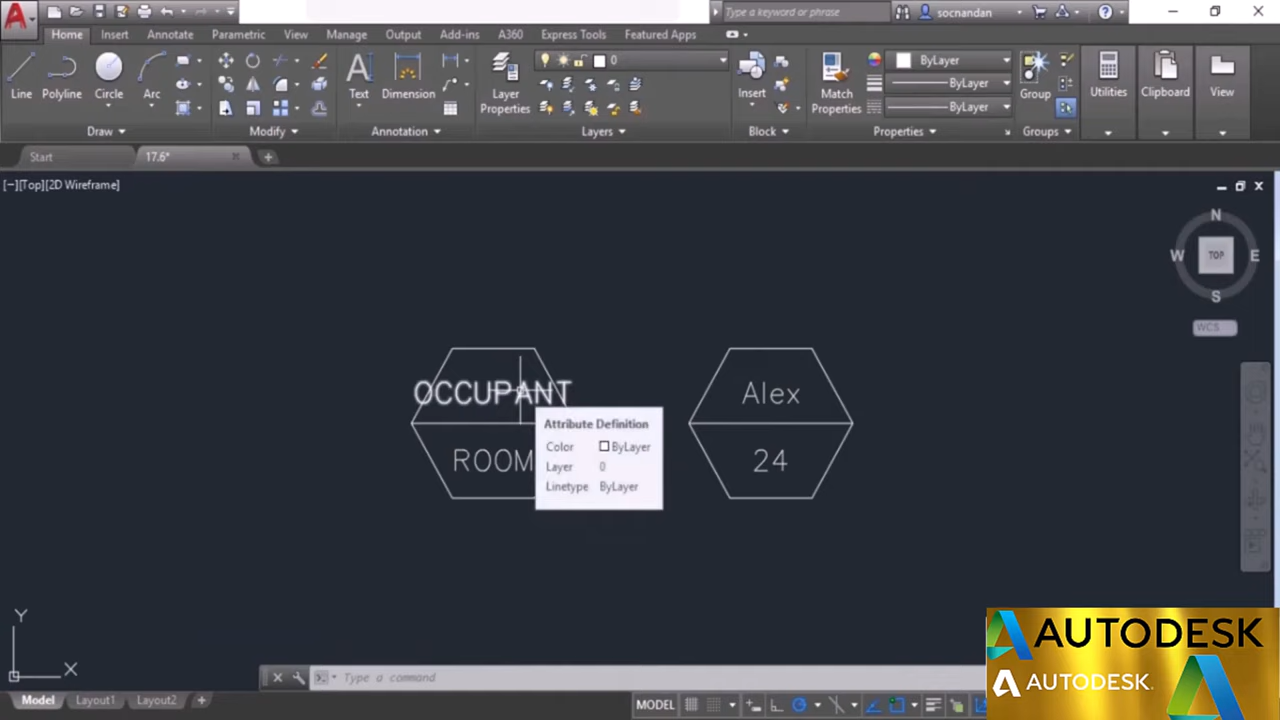 Type a keyword or phrase
socnandan
Home Insert Annotate Parametric View Manage Output Add-ins A360 Express Tools Featured Apps
0
ByLayer
ByLayer
ByLayer
Line Polyline Circle Arc Text Dimension Layer Properties Insert Match Properties Group Utilities Clipboard View
Draw Modify Annotation Layers Block Properties Groups
Start 17.6*
[−][Top][2D Wireframe]
N
W TOP E
S
WCS
OCCUPANT
ROOM
Alex
24
Attribute Definition
Color ByLayer
Layer 0
Linetype ByLayer
Y
X
Type a command
Model Layout1 Layout2 +
MODEL
AUTODESK
AUTODESK.